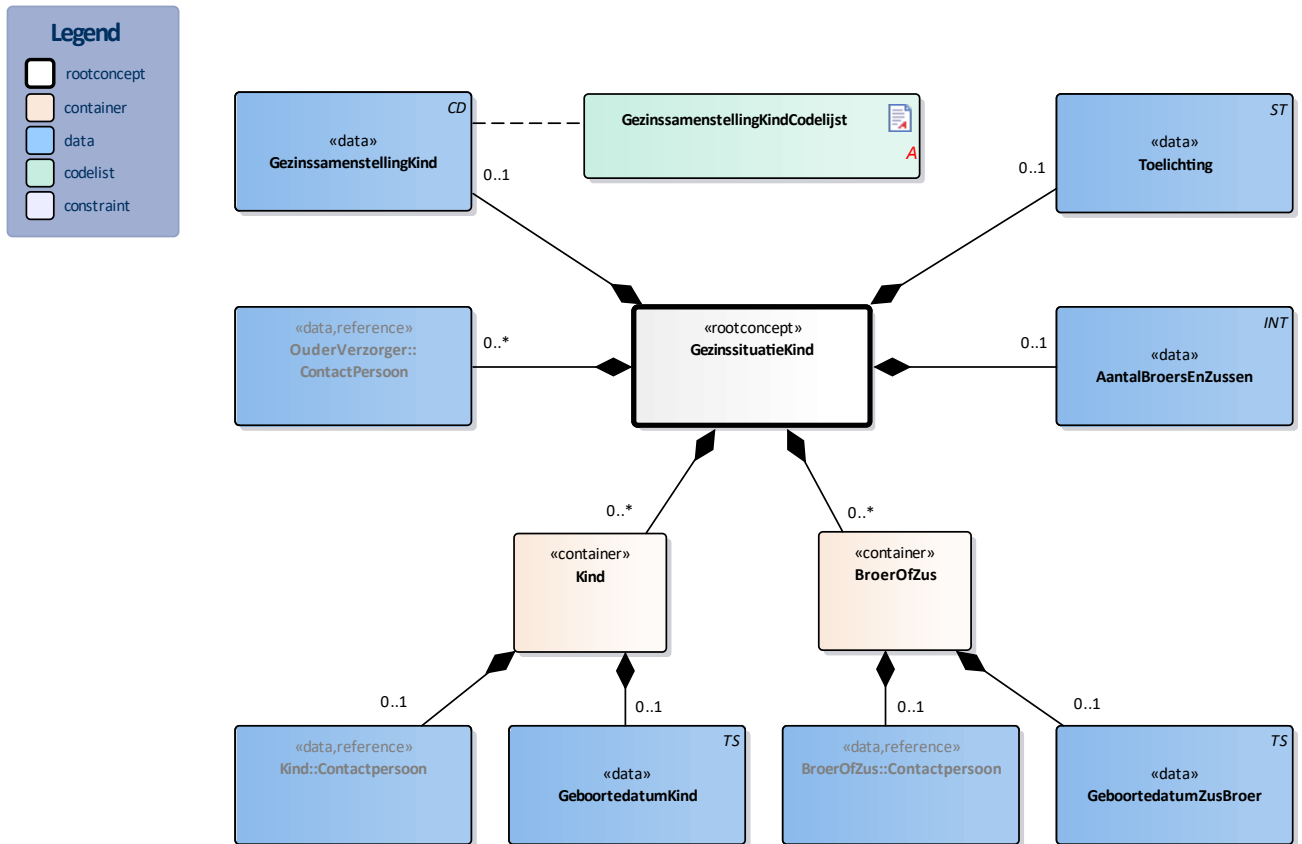 Legend
rootconcept
container
data
codelist
constraint
CD
«data»
GezinssamenstellingKind
0..1
GezinssamenstellingKindCodelijst
A
ST
«data»
Toelichting
0..1
«data,reference»
OuderVerzorger::
ContactPersoon
0..*
«rootconcept»
GezinssituatieKind
INT
«data»
AantalBroersEnZussen
0..1
0..*
0..*
«container»
Kind
«container»
BroerOfZus
0..1
0..1
0..1
0..1
«data,reference»
Kind::Contactpersoon
TS
«data»
GeboortedatumKind
«data,reference»
BroerOfZus::Contactpersoon
TS
«data»
GeboortedatumZusBroer